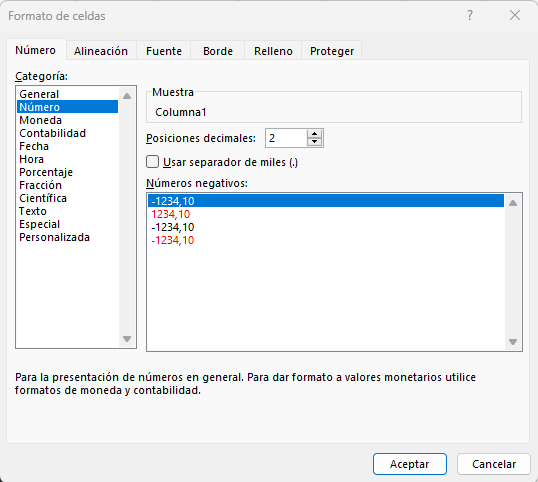 Formato de celdas
?
Número Alineación Fuente Borde Relleno Proteger
Categoría:
General
Número
Moneda
Contabilidad
Fecha
Hora
Porcentaje
Fracción
Científica
Texto
Especial
Personalizada
Muestra
Columna1
Posiciones decimales: 2
Usar separador de miles (.)
Números negativos:
-1234,10
1234,10
-1234,10
-1234,10
Para la presentación de números en general. Para dar formato a valores monetarios utilice
formatos de moneda y contabilidad.
Aceptar Cancelar